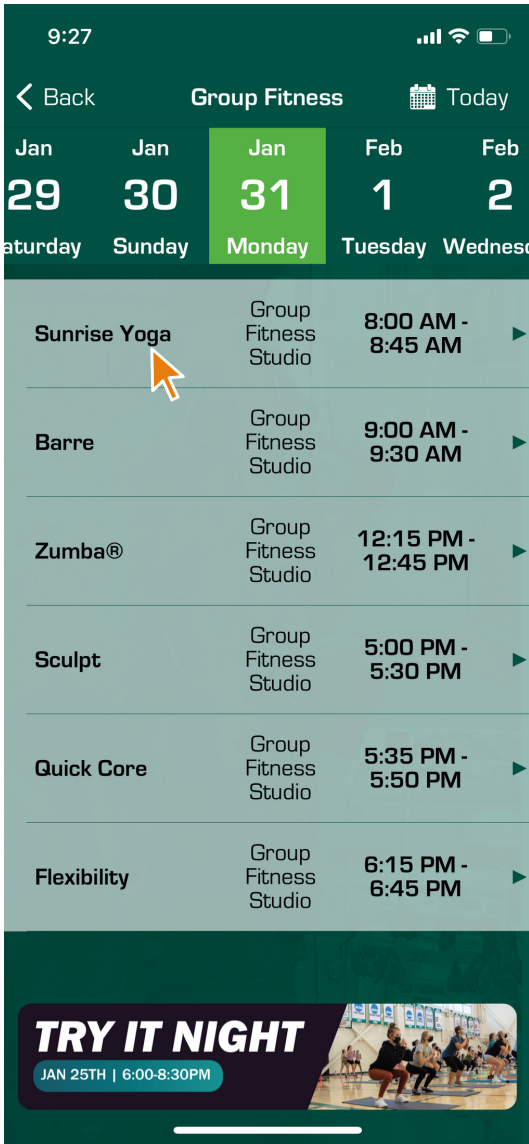 9:27
Back
Group Fitness
Today
Jan
Jan
Jan
Feb
Feb
29
30
31
1
2
aturday
Sunday
Monday
Tuesday
Wednesd
Sunrise Yoga
Group
Fitness
Studio
8:00 AM -
8:45 AM
Barre
Group
Fitness
Studio
9:00 AM -
9:30 AM
Zumba®
Group
Fitness
Studio
12:15 PM -
12:45 PM
Sculpt
Group
Fitness
Studio
5:00 PM -
5:30 PM
Quick Core
Group
Fitness
Studio
5:35 PM -
5:50 PM
Flexibility
Group
Fitness
Studio
6:15 PM -
6:45 PM
TRY IT NIGHT
JAN 25TH | 6:00-8:30PM